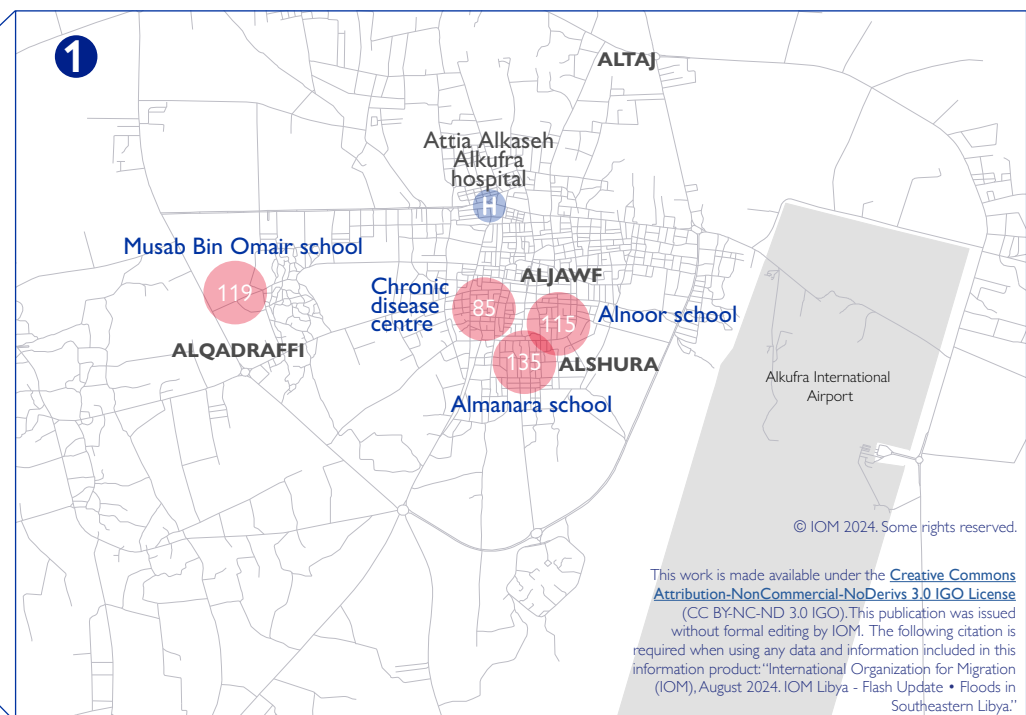 1
ALTAJ
Attia Alkaseh
Alkufra
hospital
H
Musab Bin Omair school
119
ALQADRAFFI
Chronic
disease
centre
85
ALJAWF
115
Alnoor school
135
ALSHURA
Almanara school
Alkufra International
Airport
© IOM 2024. Some rights reserved.
This work is made available under the Creative Commons
Attribution-NonCommercial-NoDerivs 3.0 IGO License
(CC BY-NC-ND 3.0 IGO). This publication was issued
without formal editing by IOM. The following citation is
required when using any data and information included in this
information product: “International Organization for Migration
(IOM), August 2024. IOM Libya - Flash Update • Floods in
Southeastern Libya.”